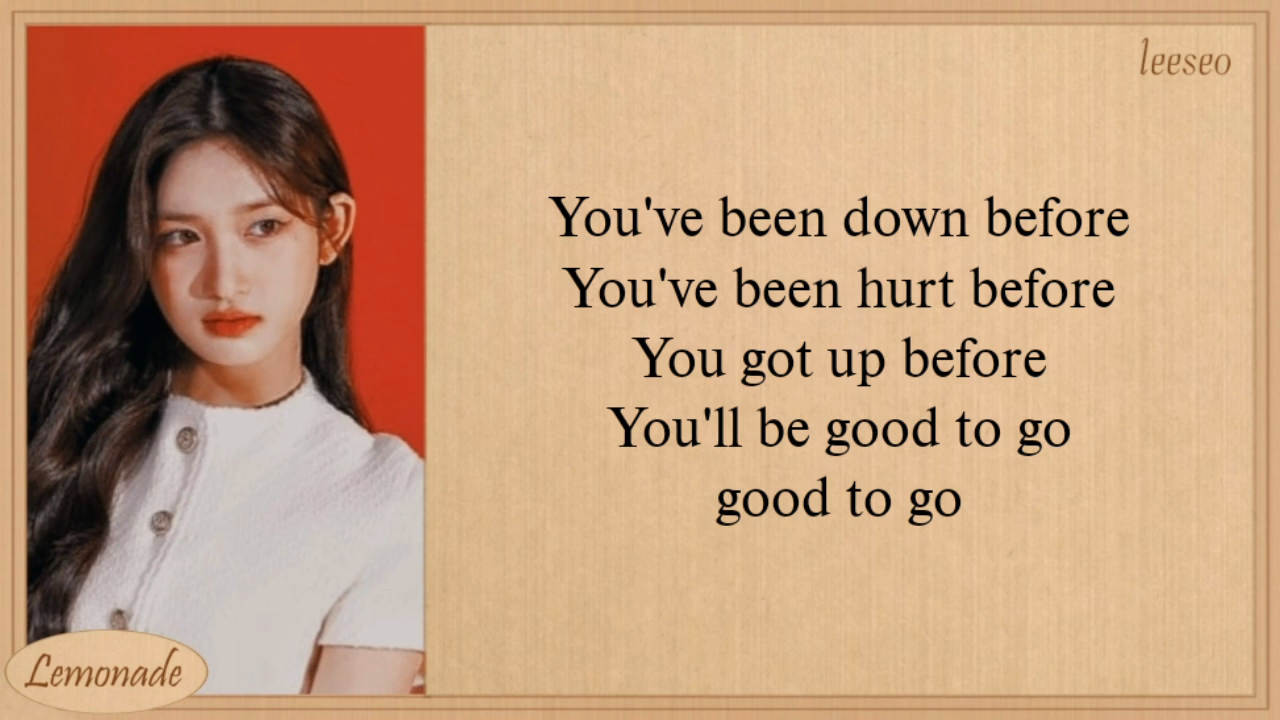 leeseo
You've been down before
You've been hurt before
You got up before
You'll be good to go
good to go
Lemonade